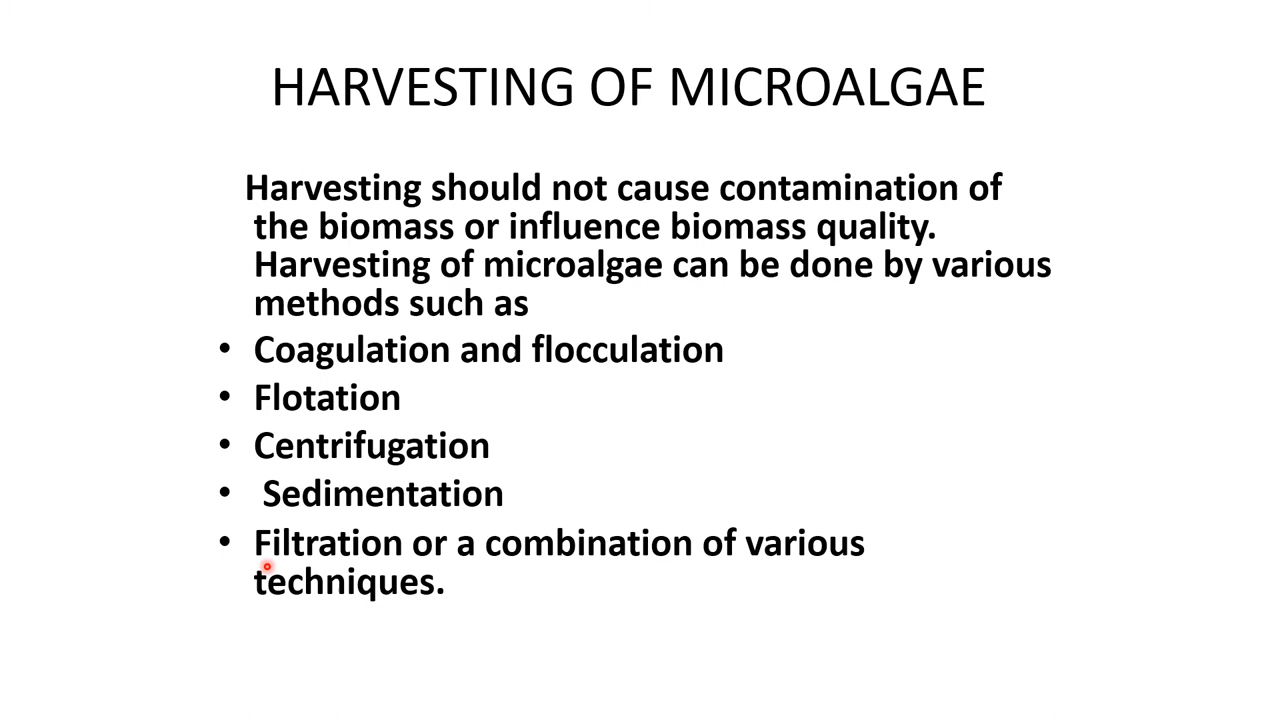 HARVESTING OF MICROALGAE
Harvesting should not cause contamination of
the biomass or influence biomass quality.
Harvesting of microalgae can be done by various
methods such as
• Coagulation and flocculation
• Flotation
• Centrifugation
• Sedimentation
• Filtration or a combination of various
techniques.